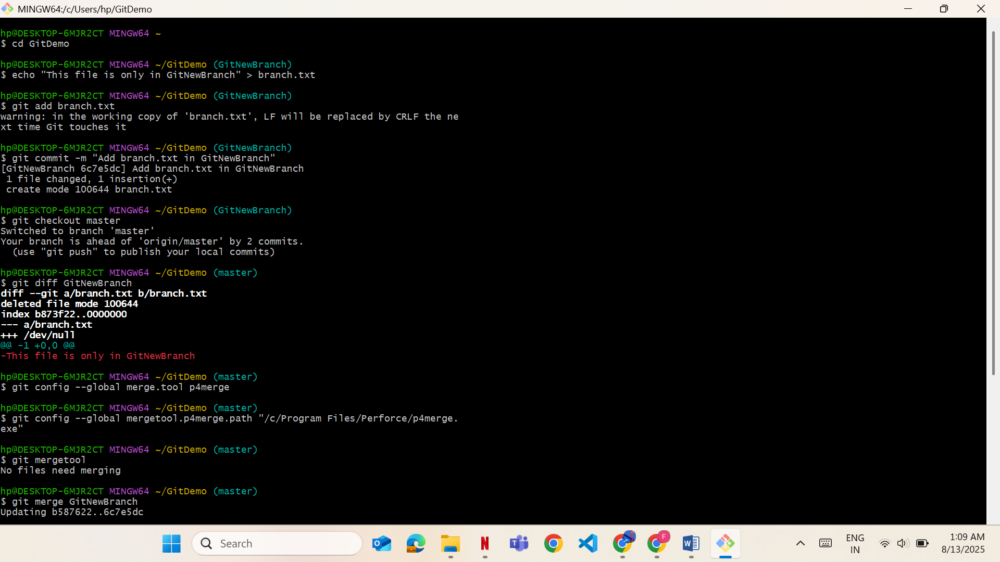 MINGW64:/c/Users/hp/GitDemo
hp@DESKTOP-6MJR2CT MINGW64 ~
$ cd GitDemo
hp@DESKTOP-6MJR2CT MINGW64 ~/GitDemo (GitNewBranch)
$ echo "This file is only in GitNewBranch" > branch.txt
hp@DESKTOP-6MJR2CT MINGW64 ~/GitDemo (GitNewBranch)
$ git add branch.txt
warning: in the working copy of 'branch.txt', LF will be replaced by CRLF the ne
xt time Git touches it
hp@DESKTOP-6MJR2CT MINGW64 ~/GitDemo (GitNewBranch)
$ git commit -m "Add branch.txt in GitNewBranch"
[GitNewBranch 6c7e5dc] Add branch.txt in GitNewBranch
 1 file changed, 1 insertion(+)
 create mode 100644 branch.txt
hp@DESKTOP-6MJR2CT MINGW64 ~/GitDemo (GitNewBranch)
$ git checkout master
Switched to branch 'master'
Your branch is ahead of 'origin/master' by 2 commits.
  (use "git push" to publish your local commits)
hp@DESKTOP-6MJR2CT MINGW64 ~/GitDemo (master)
$ git diff GitNewBranch
diff --git a/branch.txt b/branch.txt
deleted file mode 100644
index b873f22..0000000
--- a/branch.txt
+++ /dev/null
@@ -1 +0,0 @@
-This file is only in GitNewBranch
hp@DESKTOP-6MJR2CT MINGW64 ~/GitDemo (master)
$ git config --global merge.tool p4merge
hp@DESKTOP-6MJR2CT MINGW64 ~/GitDemo (master)
$ git config --global mergetool.p4merge.path "/c/Program Files/Perforce/p4merge.
exe"
hp@DESKTOP-6MJR2CT MINGW64 ~/GitDemo (master)
$ git mergetool
No files need merging
hp@DESKTOP-6MJR2CT MINGW64 ~/GitDemo (master)
$ git merge GitNewBranch
Updating b587622..6c7e5dc
Search
F
ENG
IN
1:09 AM
8/13/2025